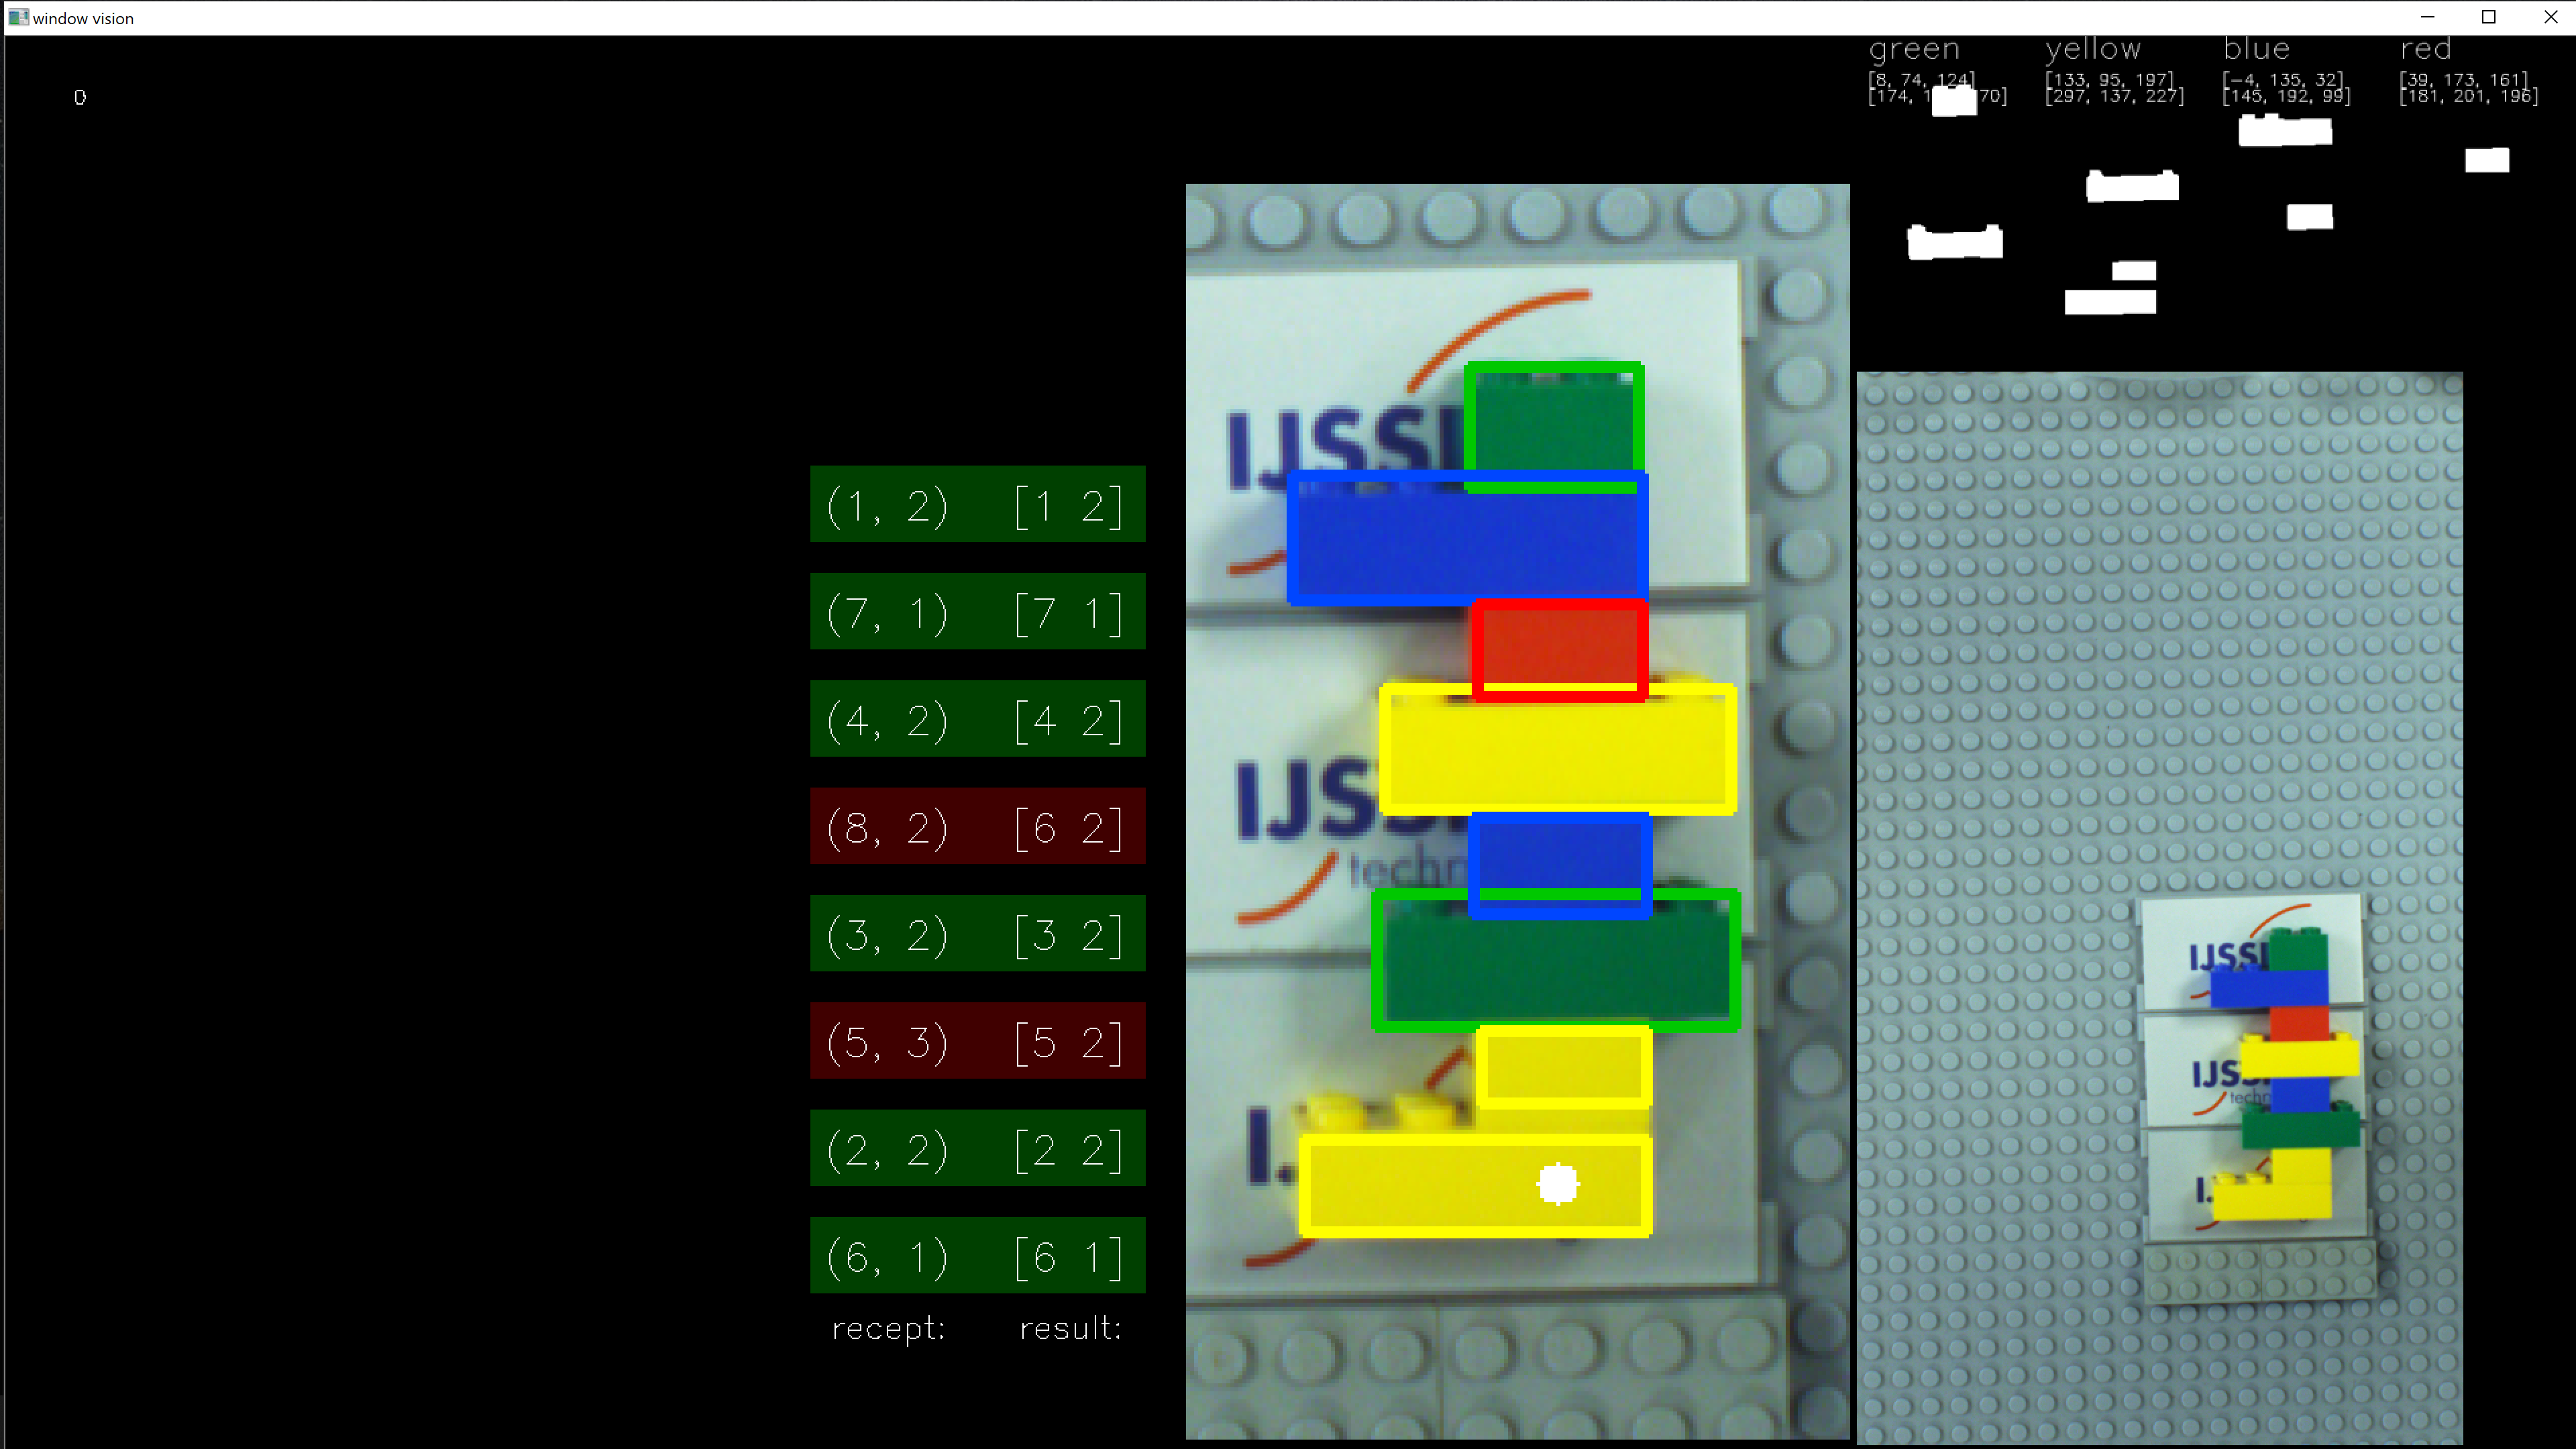 window vision
0
green yellow blue red
[8, 74, 124] [133, 95, 197] [-4, 135, 32] [39, 173, 161]
[174, 1 70] [297, 137, 227] [145, 192, 99] [181, 201, 196]
(1, 2) [1 2]
(7, 1) [7 1]
(4, 2) [4 2]
(8, 2) [6 2]
(3, 2) [3 2]
(5, 3) [5 2]
(2, 2) [2 2]
(6, 1) [6 1]
recept: result:
IJSSI
IJSS
techn
I.
IJSSI
IJSS
techn
I.